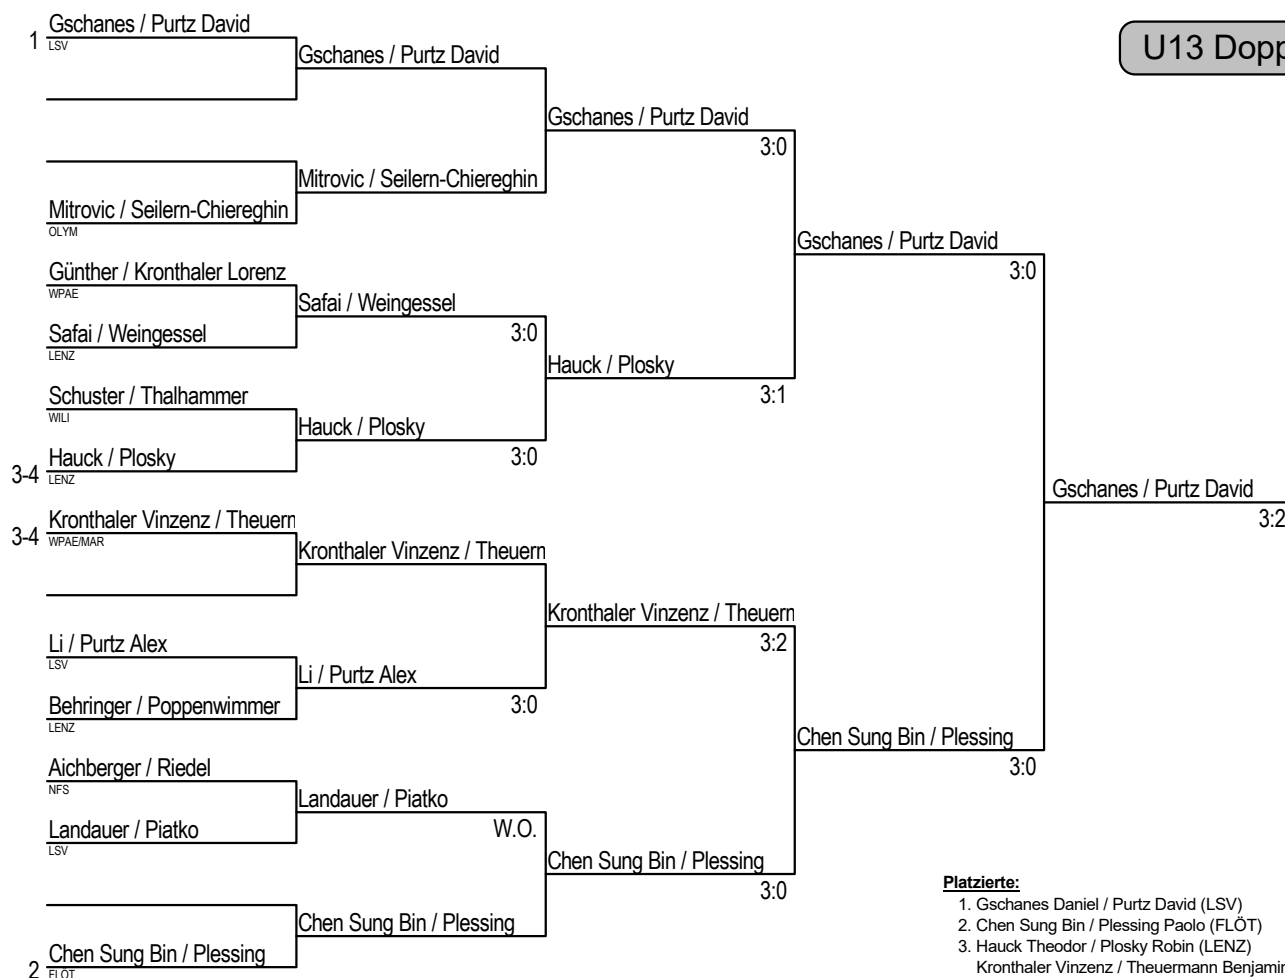 U13 Dopp
1 Gschanes / Purtz David
LSV
Mitrovic / Seilern-Chiereghin
OLYM
Günther / Kronthaler Lorenz
WPAE
Safai / Weingessel
LENZ
Schuster / Thalhammer
WILI
3-4 Hauck / Plosky
LENZ
3-4 Kronthaler Vinzenz / Theuern
WPAE/MAR
Li / Purtz Alex
LSV
Behringer / Poppenwimmer
LENZ
Aichberger / Riedel
NFS
Landauer / Piatko
LSV
2 Chen Sung Bin / Plessing
FLÖT
Gschanes / Purtz David
Mitrovic / Seilern-Chiereghin
Safai / Weingessel
3:0
Hauck / Plosky
3:0
Kronthaler Vinzenz / Theuern
Li / Purtz Alex
3:0
Landauer / Piatko
W.O.
Chen Sung Bin / Plessing
Gschanes / Purtz David
3:0
Hauck / Plosky
3:1
Kronthaler Vinzenz / Theuern
3:2
Chen Sung Bin / Plessing
3:0
Gschanes / Purtz David
3:0
Chen Sung Bin / Plessing
3:0
Gschanes / Purtz David
3:2
Platzierte:
1. Gschanes Daniel / Purtz David (LSV)
2. Chen Sung Bin / Plessing Paolo (FLÖT)
3. Hauck Theodor / Plosky Robin (LENZ)
Kronthaler Vinzenz / Theuermann Benjamin